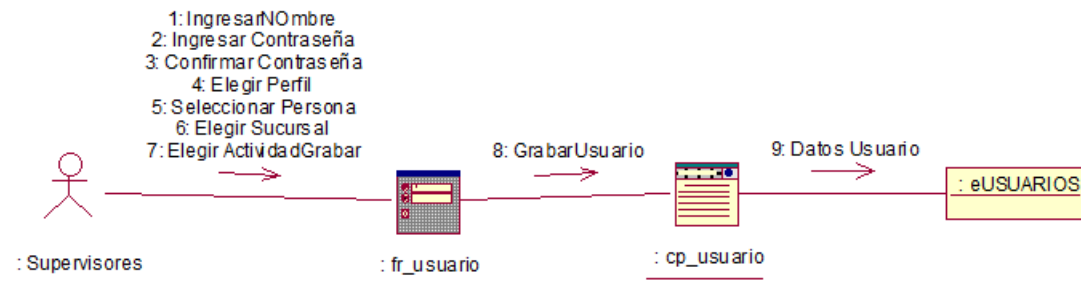 1: IngresarNOmbre
2: Ingresar Contraseña
3: Confirmar Contraseña
4: Elegir Perfil
5: Seleccionar Persona
6: Elegir Sucursal
7: Elegir ActividadGrabar
8: GrabarUsuario
9: Datos Usuario
: eUSUARIOS
: Supervisores
: fr_usuario
: cp_usuario